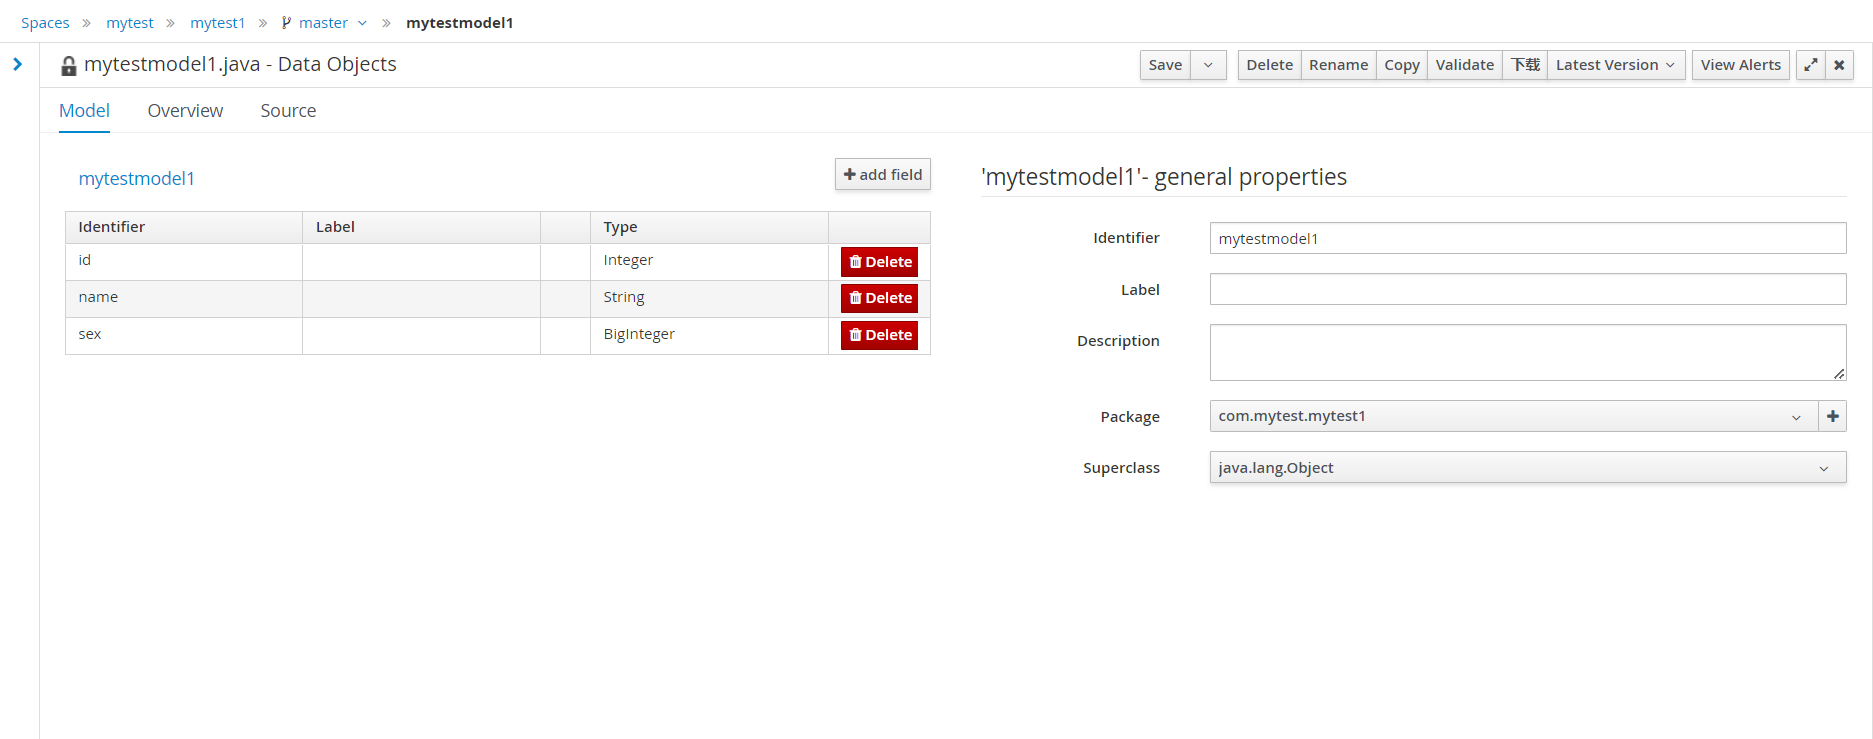 Spaces » mytest » mytest1 » master » mytestmodel1
mytestmodel1.java - Data Objects
Save Delete Rename Copy Validate 下载 Latest Version View Alerts
Model Overview Source
mytestmodel1
add field
Identifier Label Type
id Integer Delete
name String Delete
sex BigInteger Delete
'mytestmodel1'- general properties
Identifier mytestmodel1
Label
Description
Package com.mytest.mytest1
Superclass java.lang.Object